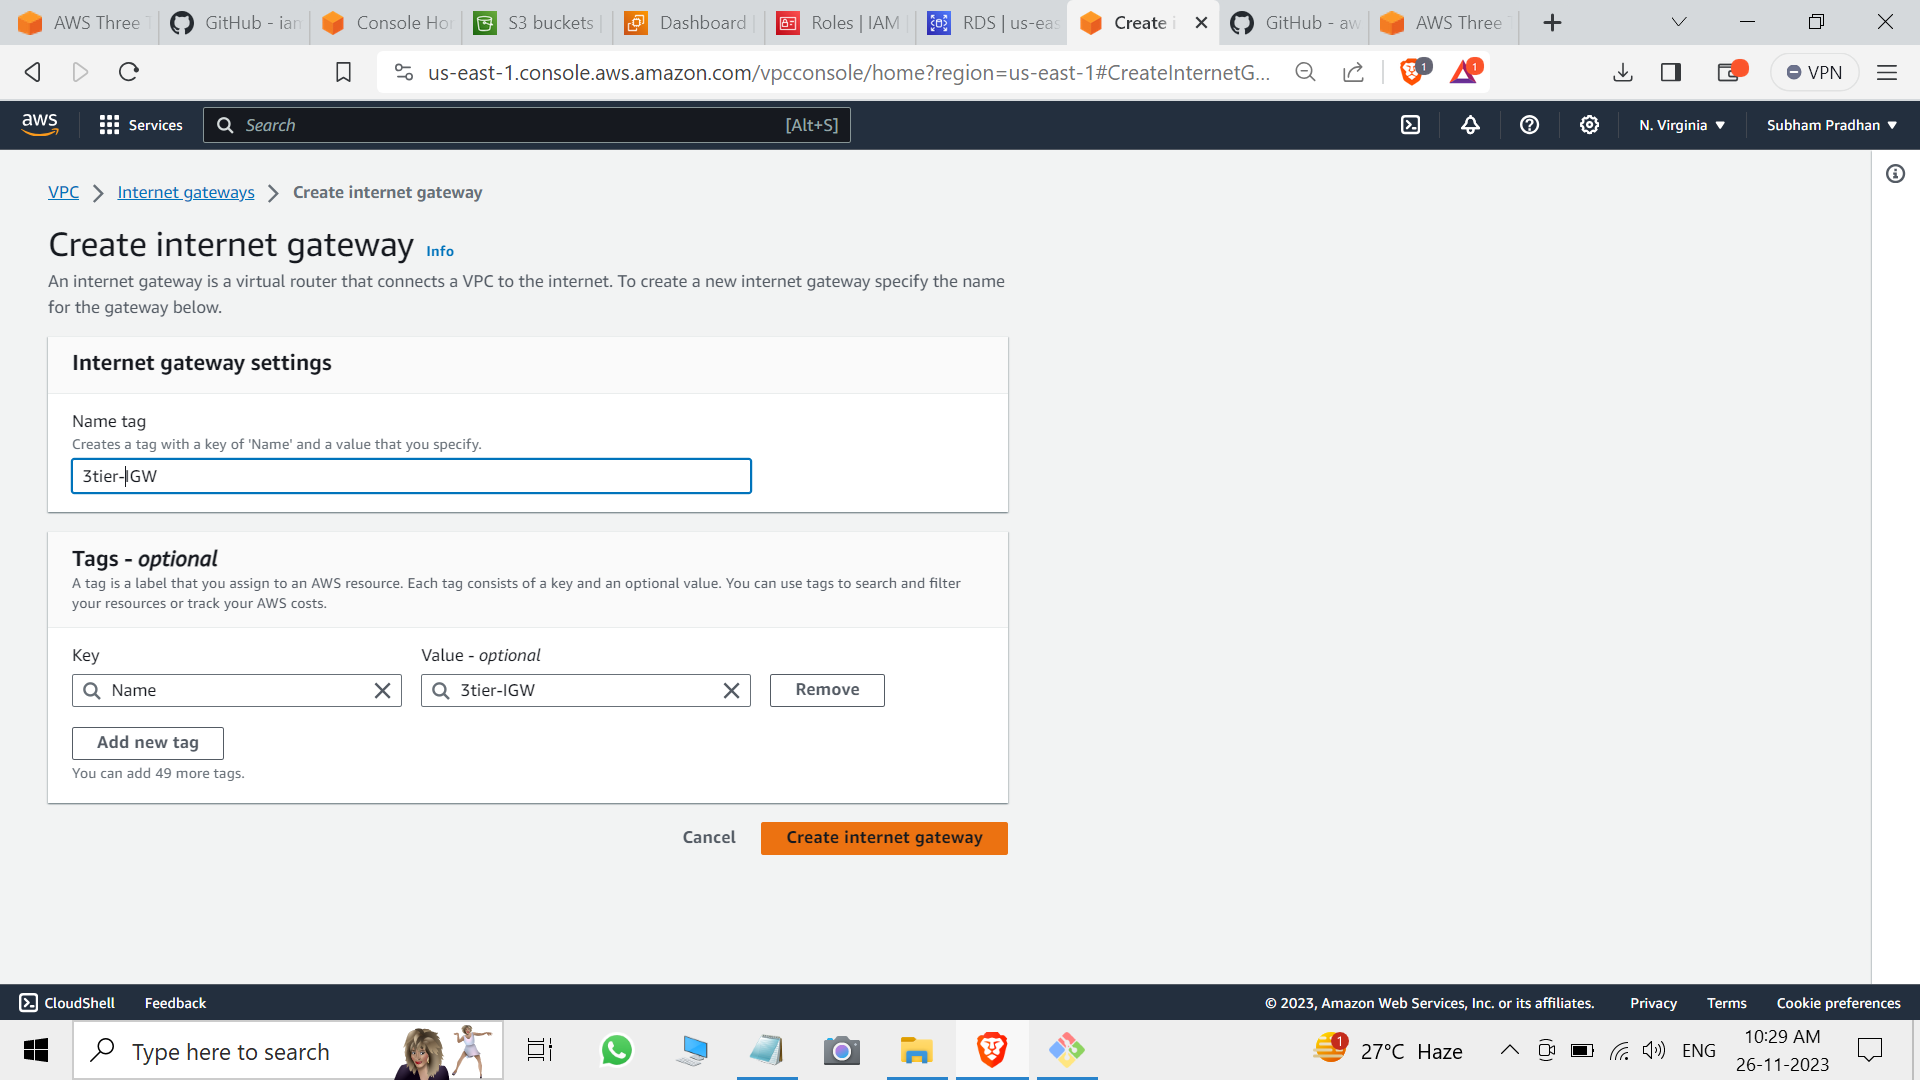 AWS Three T
GitHub - iam
Console Hom
S3 buckets |
Dashboard |
Roles | IAM
RDS | us-eas
Create i
GitHub - aw
AWS Three T
us-east-1.console.aws.amazon.com/vpcconsole/home?region=us-east-1#CreateInternetG...
1
1
VPN
aws
Services
Search
[Alt+S]
N. Virginia
Subham Pradhan
VPC
Internet gateways
Create internet gateway
Create internet gateway Info
An internet gateway is a virtual router that connects a VPC to the internet. To create a new internet gateway specify the name
for the gateway below.
Internet gateway settings
Name tag
Creates a tag with a key of 'Name' and a value that you specify.
3tier-IGW
Tags - optional
A tag is a label that you assign to an AWS resource. Each tag consists of a key and an optional value. You can use tags to search and filter
your resources or track your AWS costs.
Key
Value - optional
Name
3tier-IGW
Remove
Add new tag
You can add 49 more tags.
Cancel
Create internet gateway
CloudShell
Feedback
© 2023, Amazon Web Services, Inc. or its affiliates.
Privacy
Terms
Cookie preferences
Type here to search
1
27°C Haze
ENG
10:29 AM
26-11-2023